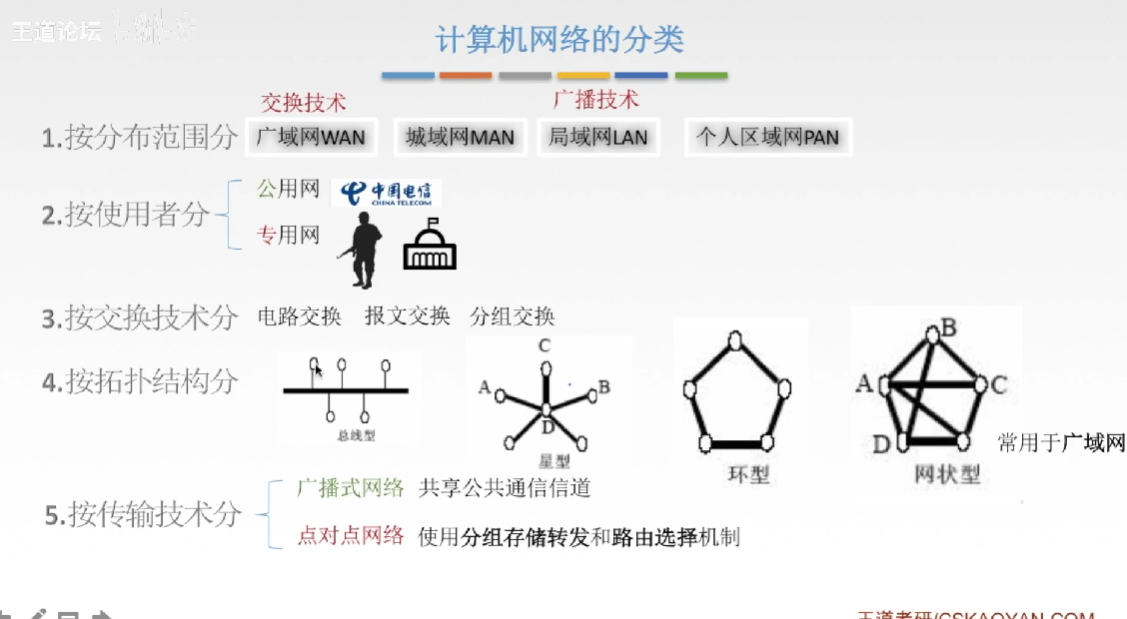 王道论坛
计算机网络的分类
交换技术 广播技术
1.按分布范围分 广域网WAN 城域网MAN 局域网LAN 个人区域网PAN
公用网 中国电信
CHINA TELECOM
2.按使用者分
专用网
3.按交换技术分 电路交换 报文交换 分组交换
4.按拓扑结构分
总线型
C
A B
D
星型
环型
B
A C
D
网状型
常用于广域网
广播式网络 共享公共通信信道
5.按传输技术分
点对点网络 使用分组存储转发和路由选择机制
王道考研/CSKAOYAN.COM